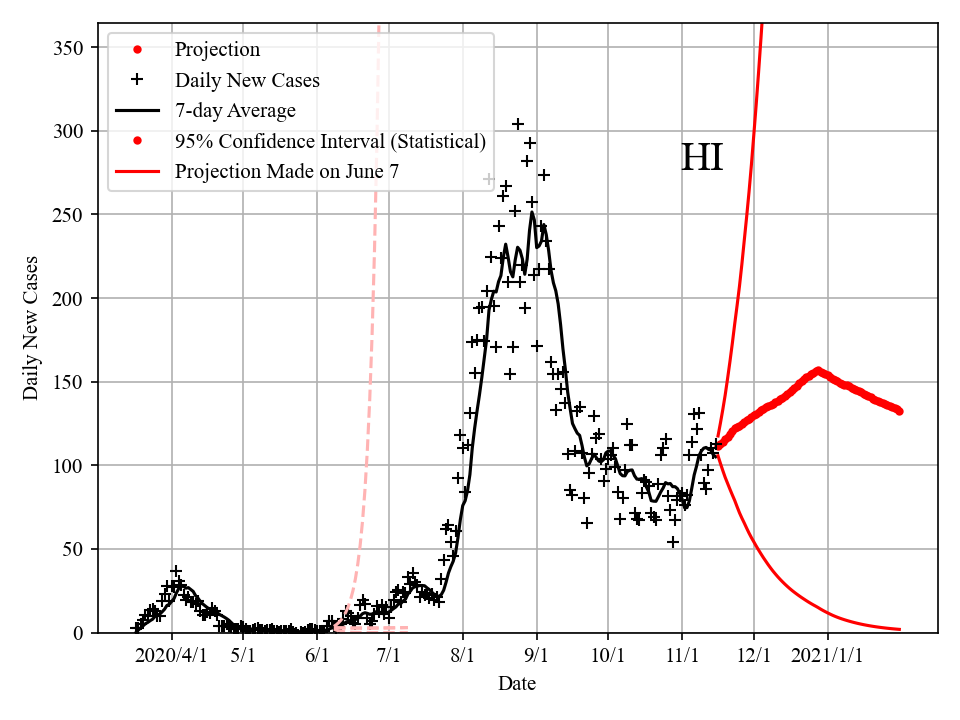 350
300
250
200
150
100
50
0
Daily New Cases
Projection
Daily New Cases
7-day Average
95% Confidence Interval (Statistical)
Projection Made on June 7
HI
2020/4/1 5/1 6/1 7/1 8/1 9/1 10/1 11/1 12/1 2021/1/1
Date